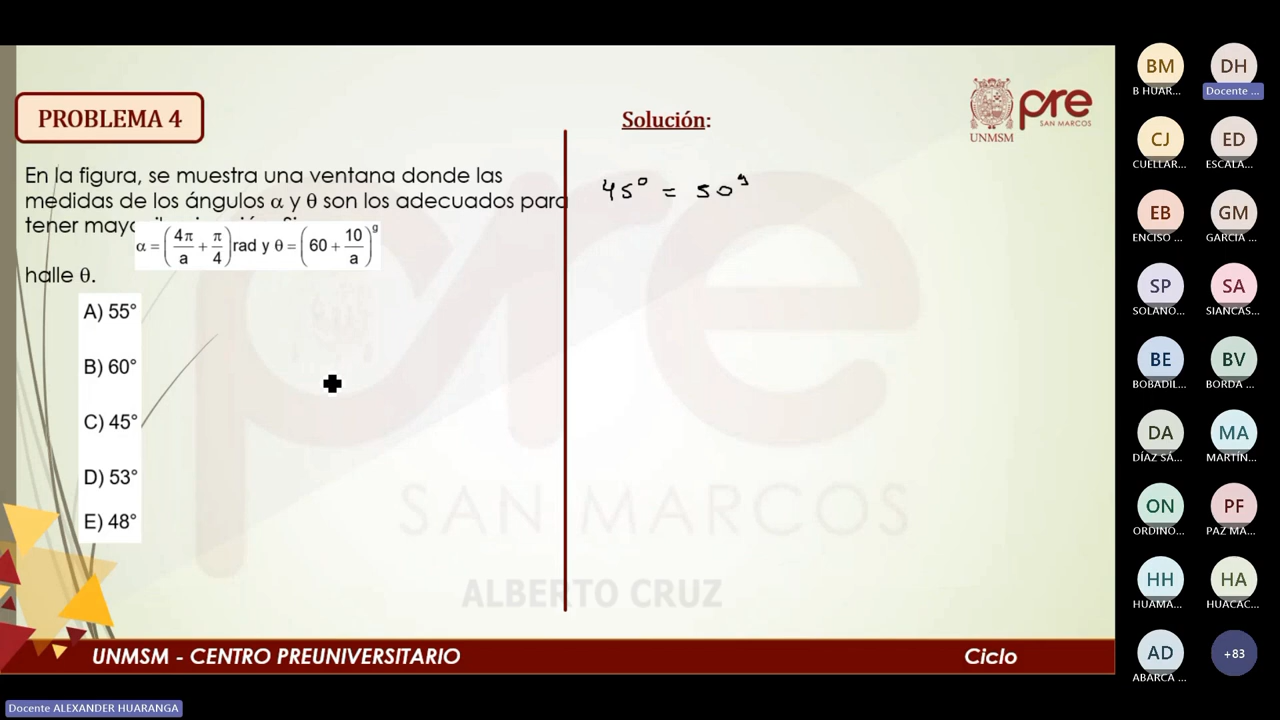 PROBLEMA 4
Solución:
pre
SAN MARCOS
UNMSM
En la figura, se muestra una ventana donde las
medidas de los ángulos α y θ son los adecuados para
tener
α = (4π/a + π/4) rad y θ = (60 + 10/a)^g
halle θ.
A) 55°
B) 60°
C) 45°
D) 53°
E) 48°
45° = 50^g
pre
SAN MARCOS
ALBERTO CRUZ
UNMSM - CENTRO PREUNIVERSITARIO
Ciclo
BM
B HUAR...
DH
Docente ...
CJ
CUELLAR...
ED
ESCALA...
EB
ENCISO ...
GM
GARCIA ...
SP
SOLANO...
SA
SIANCAS...
BE
BOBADIL...
BV
BORDA ...
DA
DÍAZ SÁ...
MA
MARTÍN...
ON
ORDINO...
PF
PAZ MA...
HH
HUAMA...
HA
HUACAC...
AD
ABARCA ...
+83
Docente ALEXANDER HUARANGA